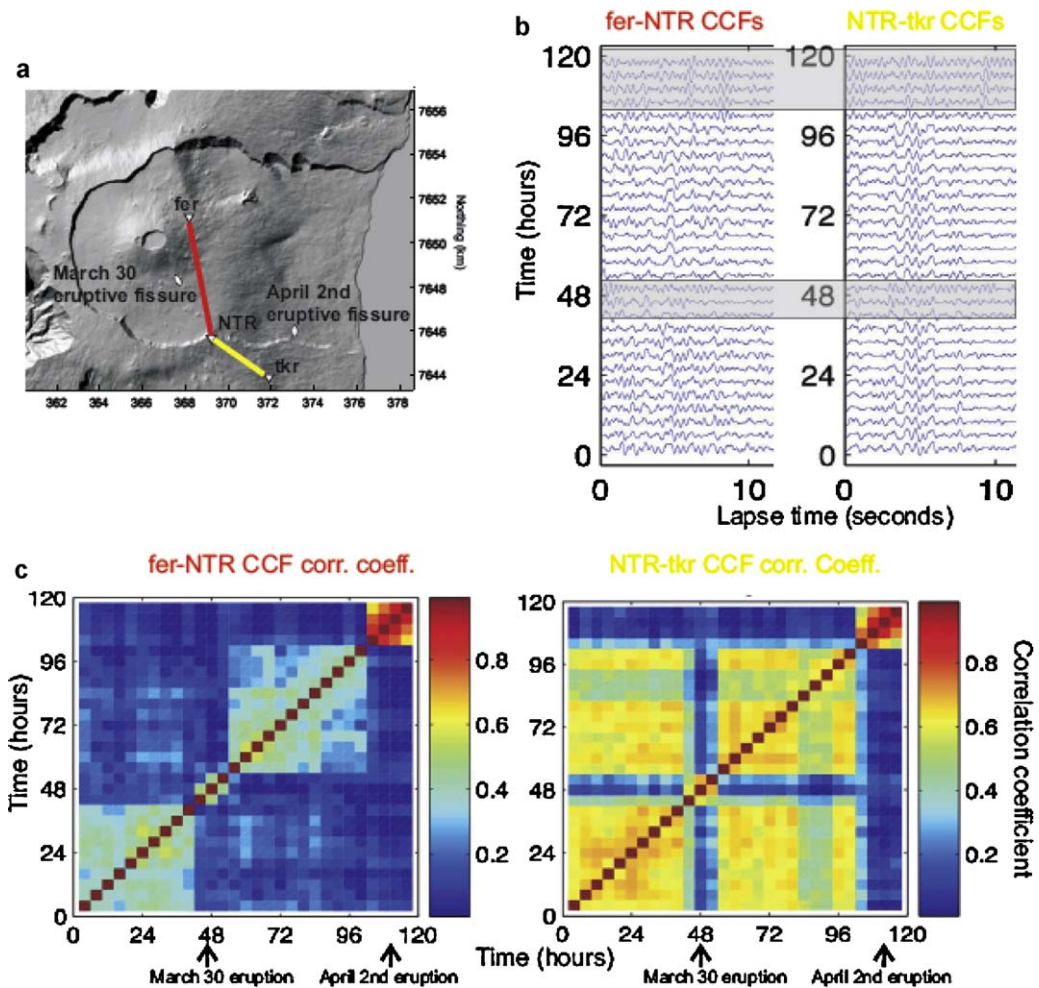 a
fer
March 30
eruptive fissure
NTR
April 2nd
eruptive fissure
tkr
7656
7654
7652
7650
7648
7646
7644
Northing (km)
362 364 366 368 370 372 374 376 378
b
fer-NTR CCFs
NTR-tkr CCFs
Time (hours)
120
96
72
48
24
0
120
96
72
48
24
0
0 10
0 10
Lapse time (seconds)
c
fer-NTR CCF corr. coeff.
Time (hours)
120
96
72
48
24
0
0 24 48 72 96 120
0.8
0.6
0.4
0.2
March 30 eruption
April 2nd eruption
Time (hours)
NTR-tkr CCF corr. Coeff.
120
96
72
48
24
0
0 24 48 72 96 120
0.8
0.6
0.4
0.2
Correlation coefficient
March 30 eruption
April 2nd eruption